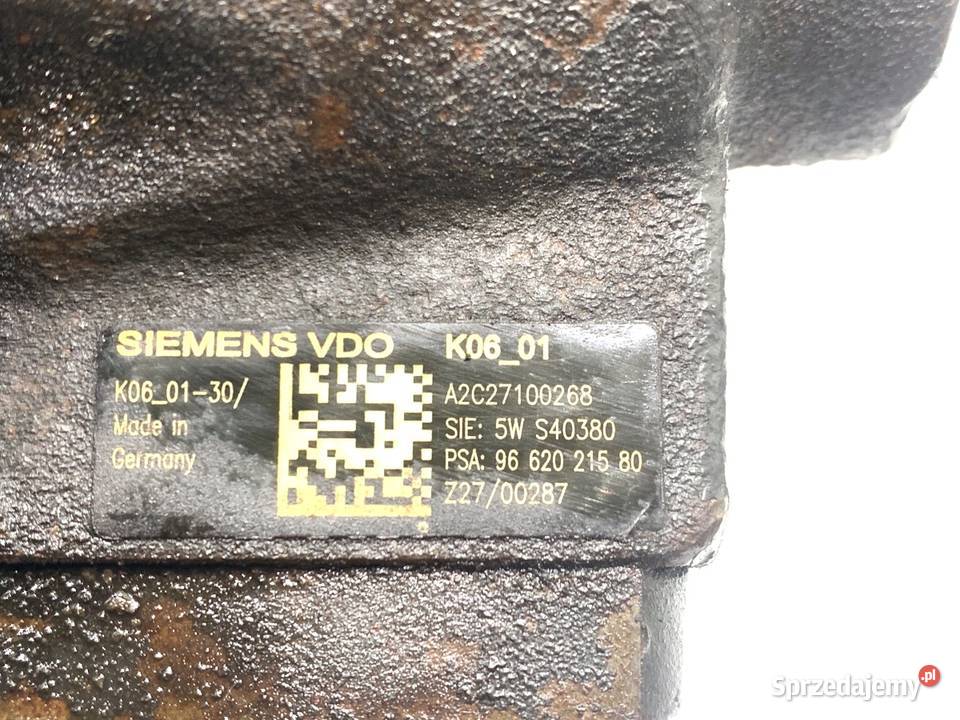 SIEMENS VDO K06_01
K06_01-30/ A2C27100268
Made in SIE: 5W S40380
Germany PSA: 96 620 215 80
Z27/00287
Sprzedajemy.pl